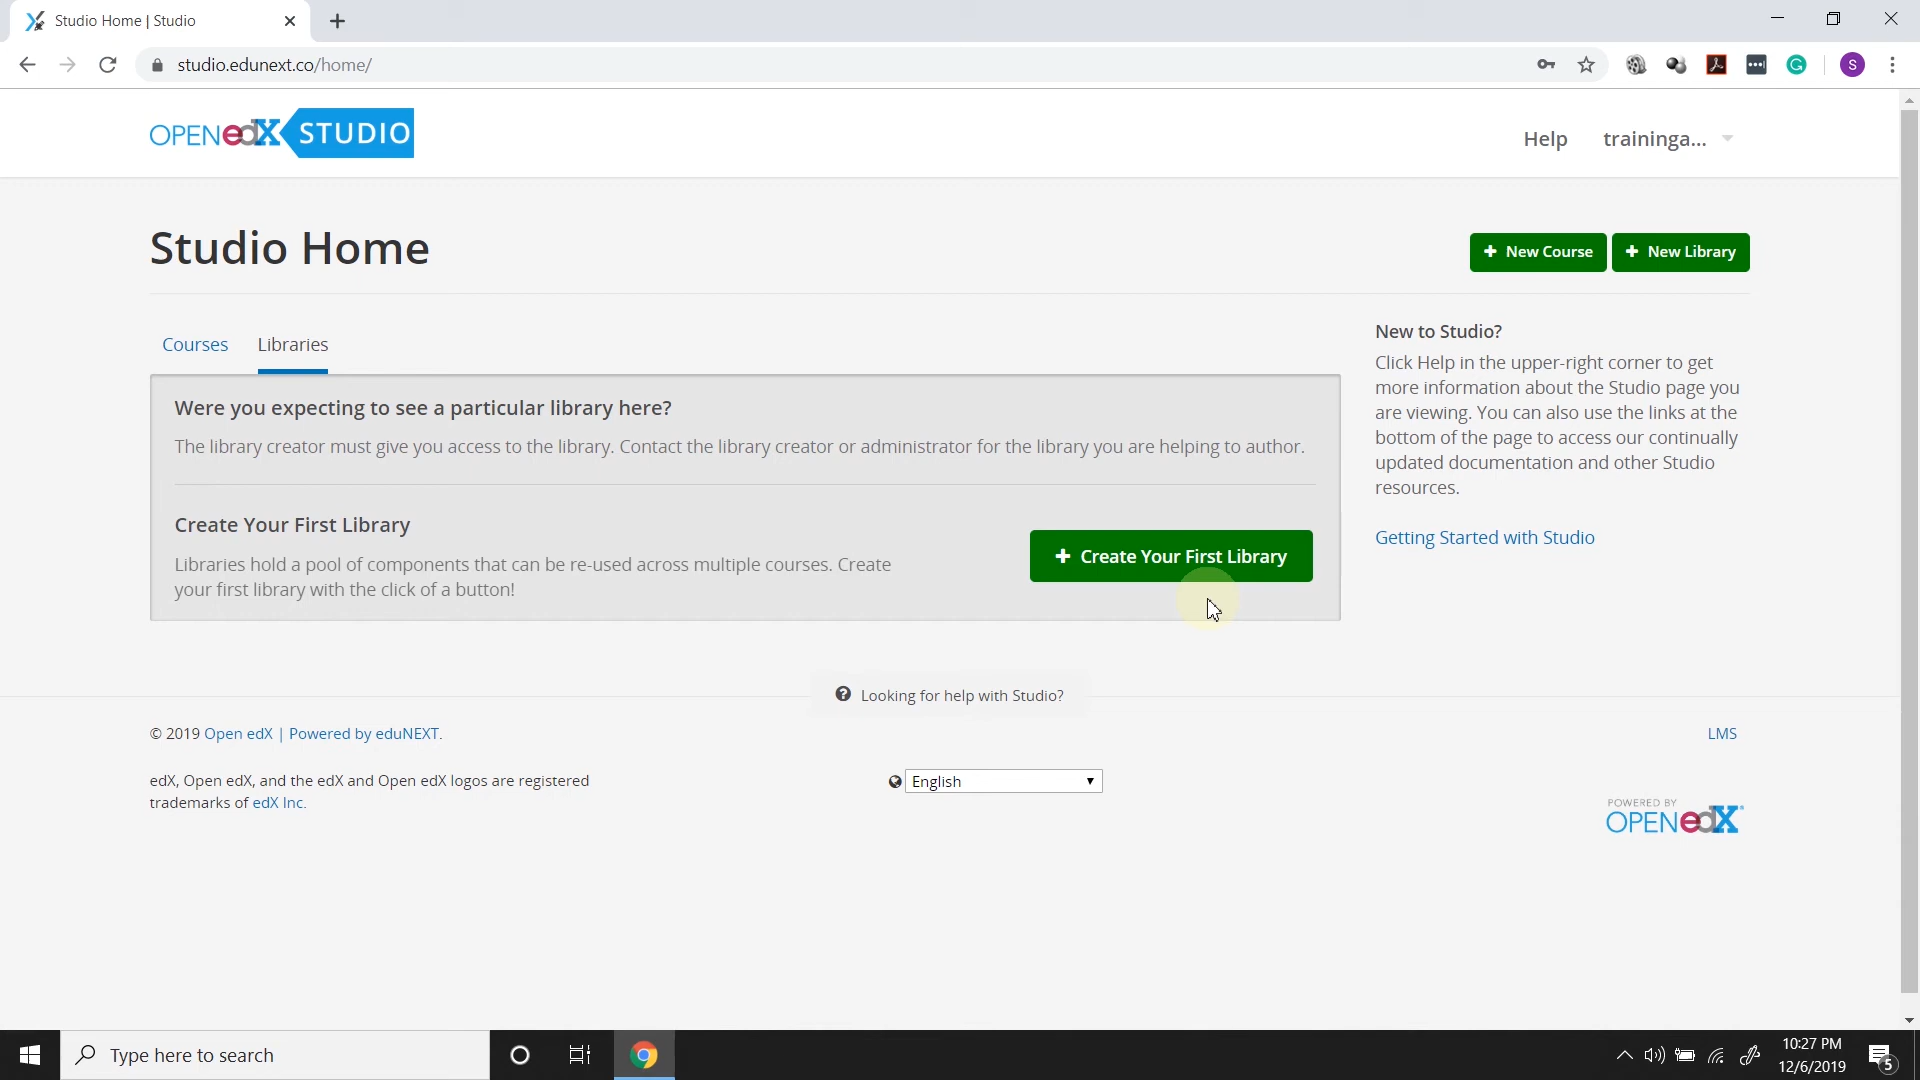 Studio Home | Studio
studio.edunext.co/home/
S
OPEN edX STUDIO
Help
traininga...
Studio Home
New Course
New Library
Courses
Libraries
Were you expecting to see a particular library here?
The library creator must give you access to the library. Contact the library creator or administrator for the library you are helping to author.
Create Your First Library
Libraries hold a pool of components that can be re-used across multiple courses. Create
your first library with the click of a button!
Create Your First Library
New to Studio?
Click Help in the upper-right corner to get
more information about the Studio page you
are viewing. You can also use the links at the
bottom of the page to access our continually
updated documentation and other Studio
resources.
Getting Started with Studio
Looking for help with Studio?
© 2019 Open edX | Powered by eduNEXT.
LMS
edX, Open edX, and the edX and Open edX logos are registered
trademarks of edX Inc.
English
POWERED BY
OPEN edX
Type here to search
10:27 PM
12/6/2019
5